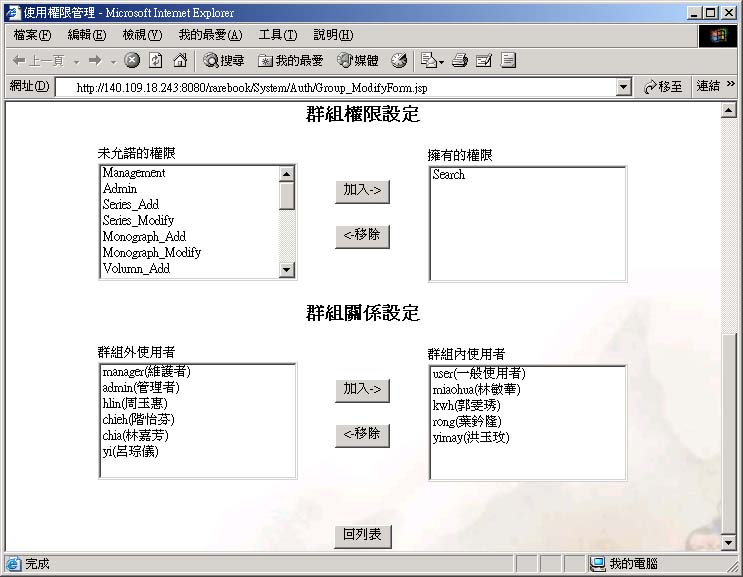 使用權限管理 - Microsoft Internet Explorer
檔案(F) 編輯(E) 檢視(V) 我的最愛(A) 工具(T) 說明(H)
上一頁 搜尋 我的最愛 媒體
網址(D) http://140.109.18.243:8080/rarebook/System/Auth/Group_ModifyForm.jsp 移至 連結 »
群組權限設定
未允諾的權限
Management
Admin
Series_Add
Series_Modify
Monograph_Add
Monograph_Modify
Volumn_Add
加入->
<-移除
擁有的權限
Search
群組關係設定
群組外使用者
manager(維護者)
admin(管理者)
hlin(周玉惠)
chieh(階怡芬)
chia(林嘉芳)
yi(呂琮儀)
加入->
<-移除
群組內使用者
user(一般使用者)
miaohua(林敏華)
kwh(郭雯琇)
rong(葉鈞隆)
yimay(洪玉玫)
回列表
完成 我的電腦